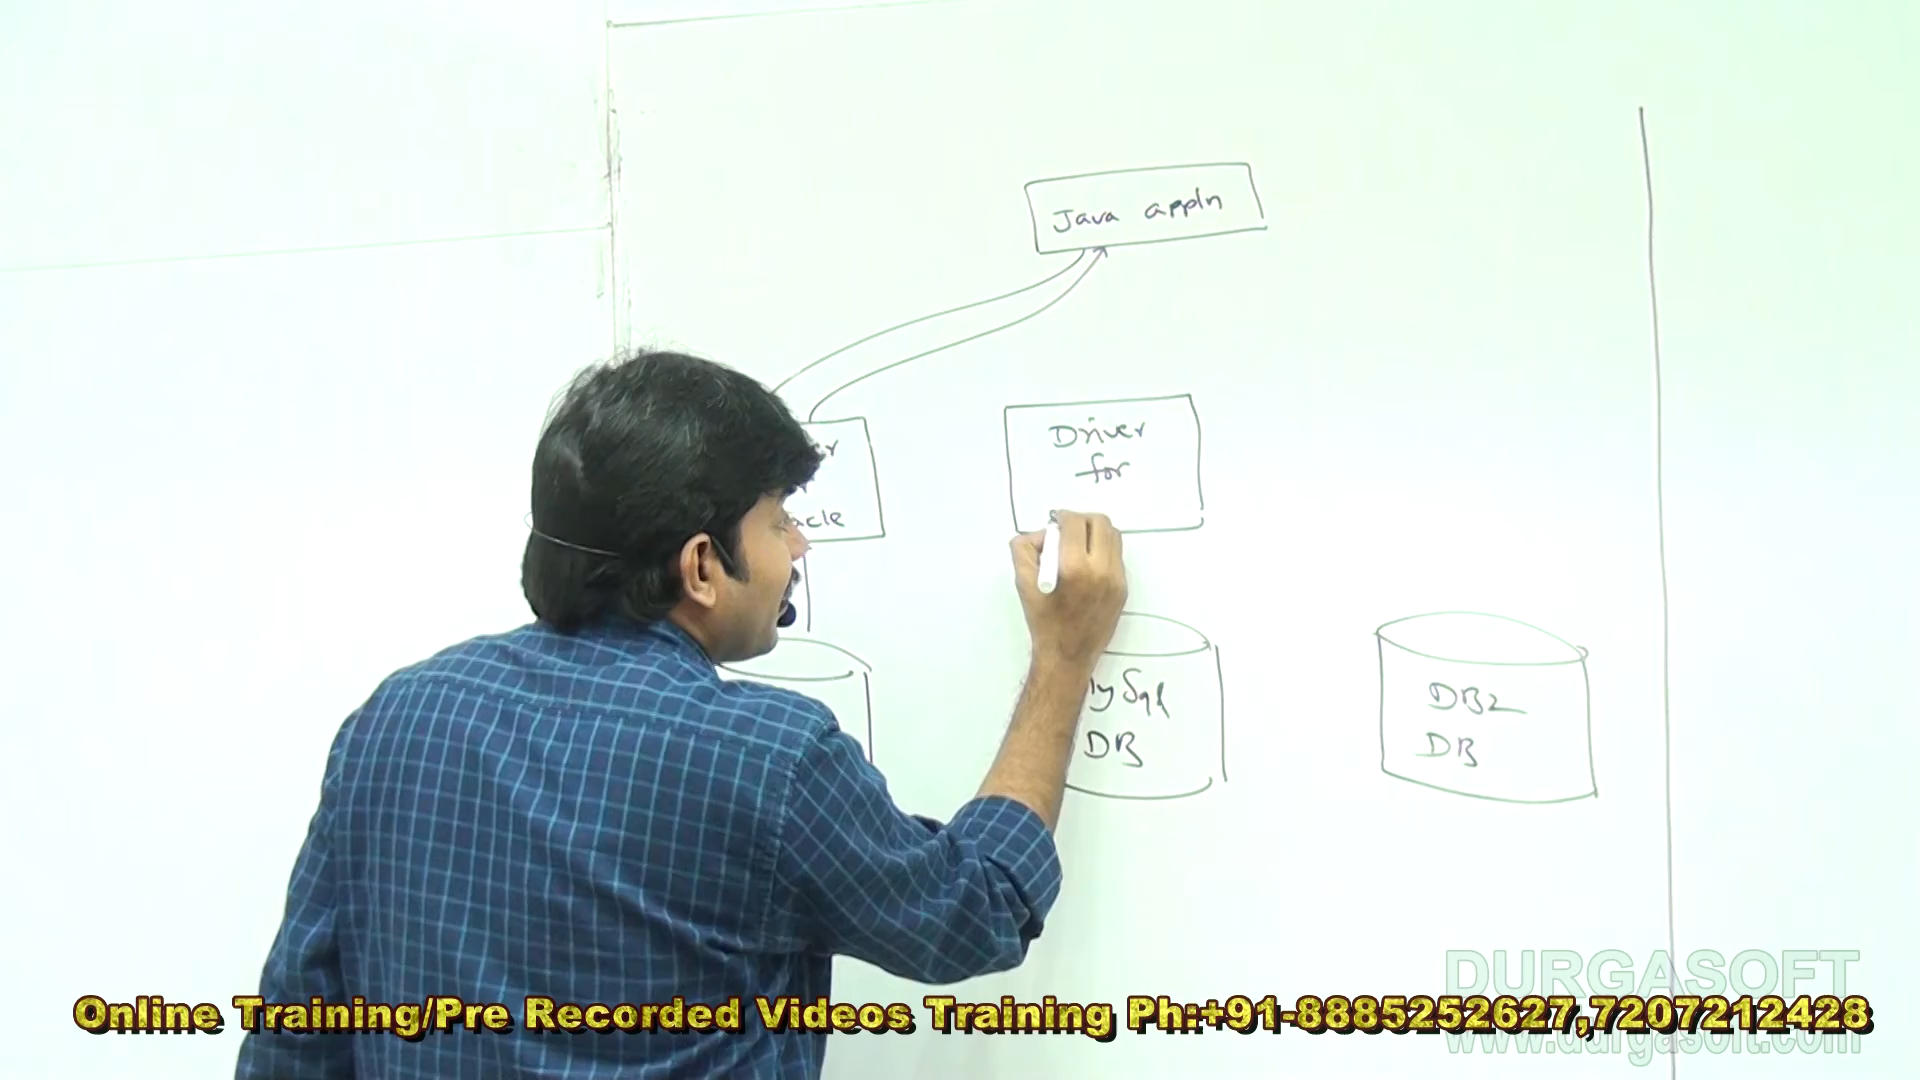 Java appln
Driver
for
acle
DB2
DB
DB
DURGASOFT
www.durgasoft.com
Online Training/Pre Recorded Videos Training Ph:+91-8885252627,7207212428